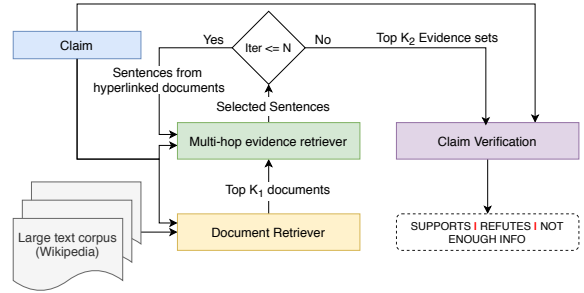 Claim
Yes
Iter <= N
No
Top K₂ Evidence sets
Sentences from
hyperlinked documents
Selected Sentences
Multi-hop evidence retriever
Claim Verification
Top K₁ documents
Large text corpus
(Wikipedia)
Document Retriever
SUPPORTS I REFUTES I NOT
ENOUGH INFO